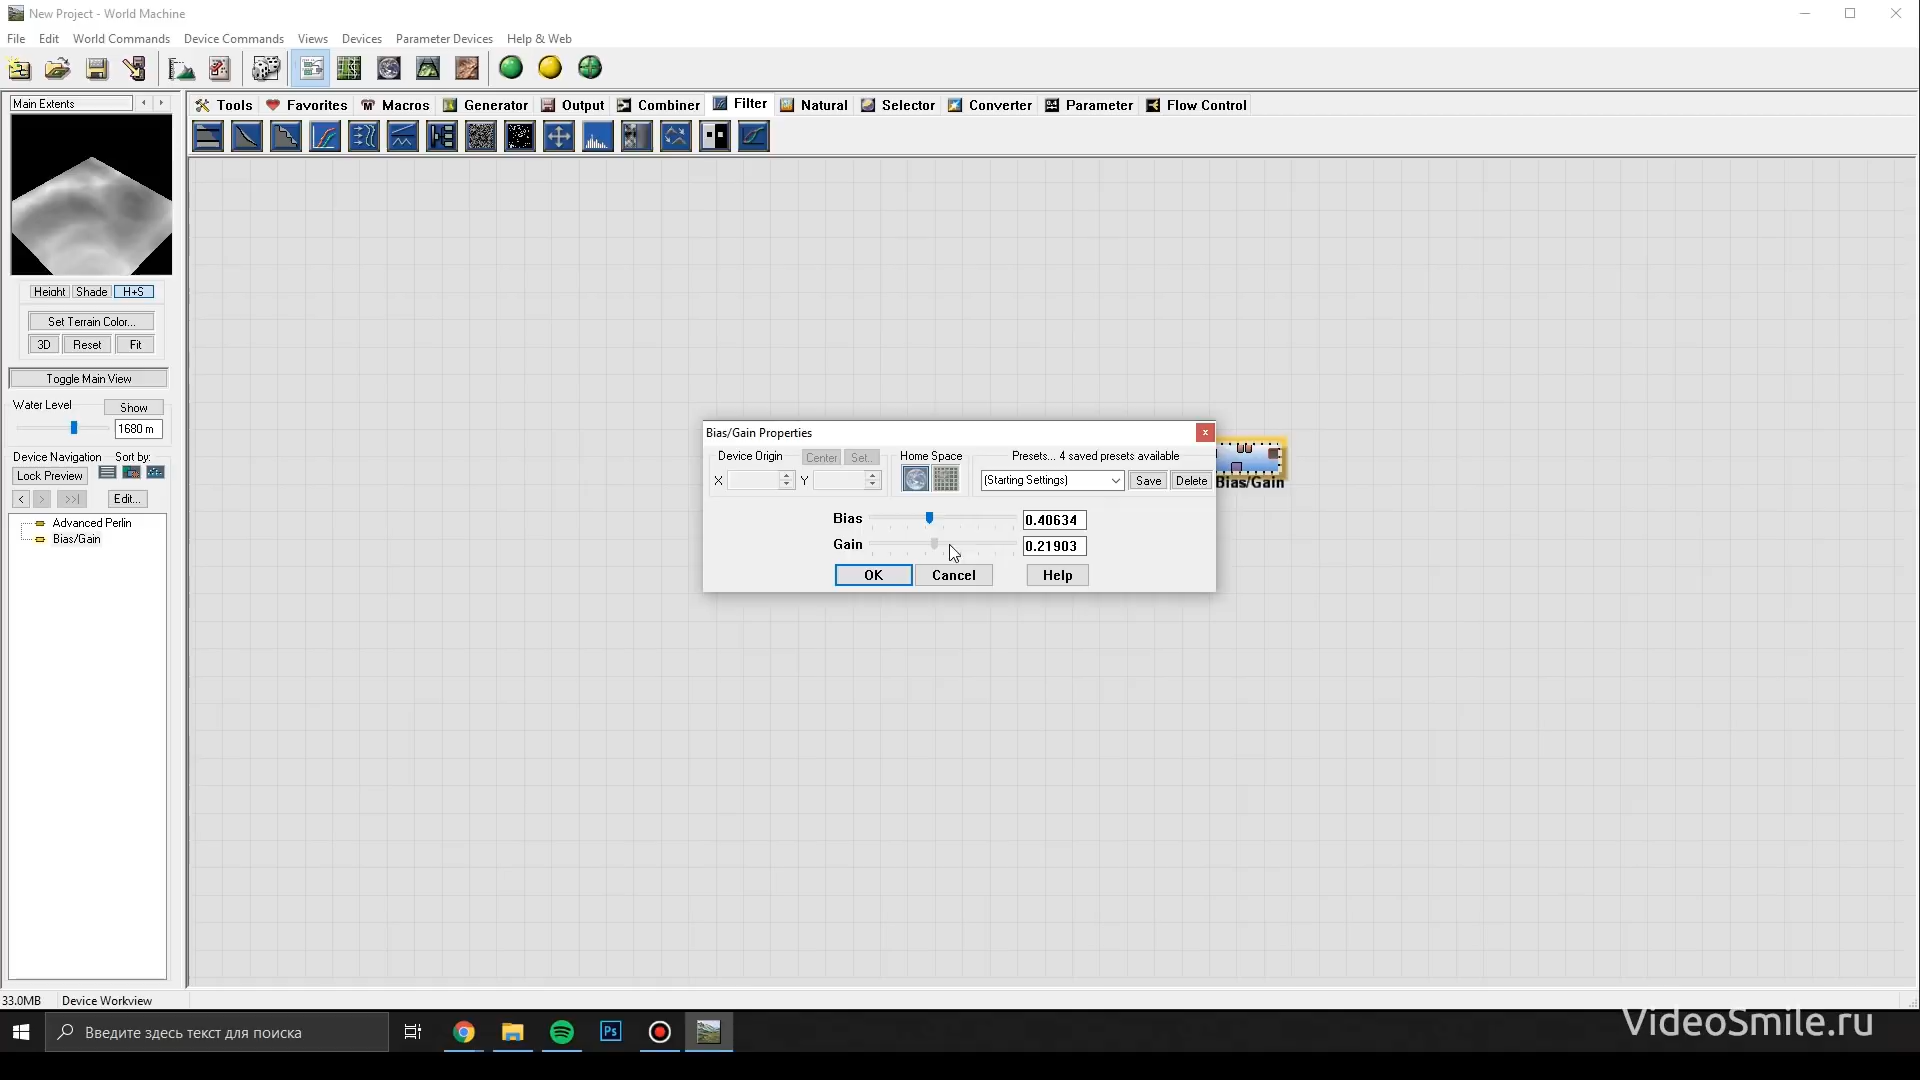 New Project - World Machine
File Edit World Commands Device Commands Views Devices Parameter Devices Help & Web
Main Extents
Tools Favorites Macros Generator Output Combiner Filter Natural Selector Converter Parameter Flow Control
Height Shade H+S
Set Terrain Color...
3D Reset Fit
Toggle Main View
Water Level Show
1680 m
Device Navigation Sort by:
Lock Preview
< > >>| Edit...
Advanced Perlin
Bias/Gain
Bias/Gain Properties
Device Origin Center Set.. Home Space Presets... 4 saved presets available
X Y (Starting Settings) Save Delete
Bias 0.40634
Gain 0.21903
OK Cancel Help
Bias/Gain
33.0MB Device Workview
Введите здесь текст для поиска
Ps
VideoSmile.ru